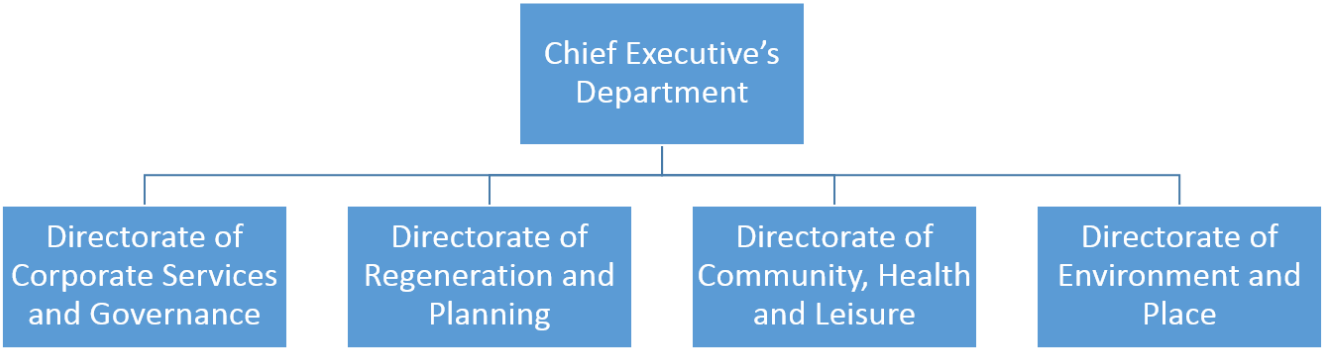 Chief Executive’s
Department
Directorate of
Corporate Services
and Governance
Directorate of
Regeneration and
Planning
Directorate of
Community, Health
and Leisure
Directorate of
Environment and
Place